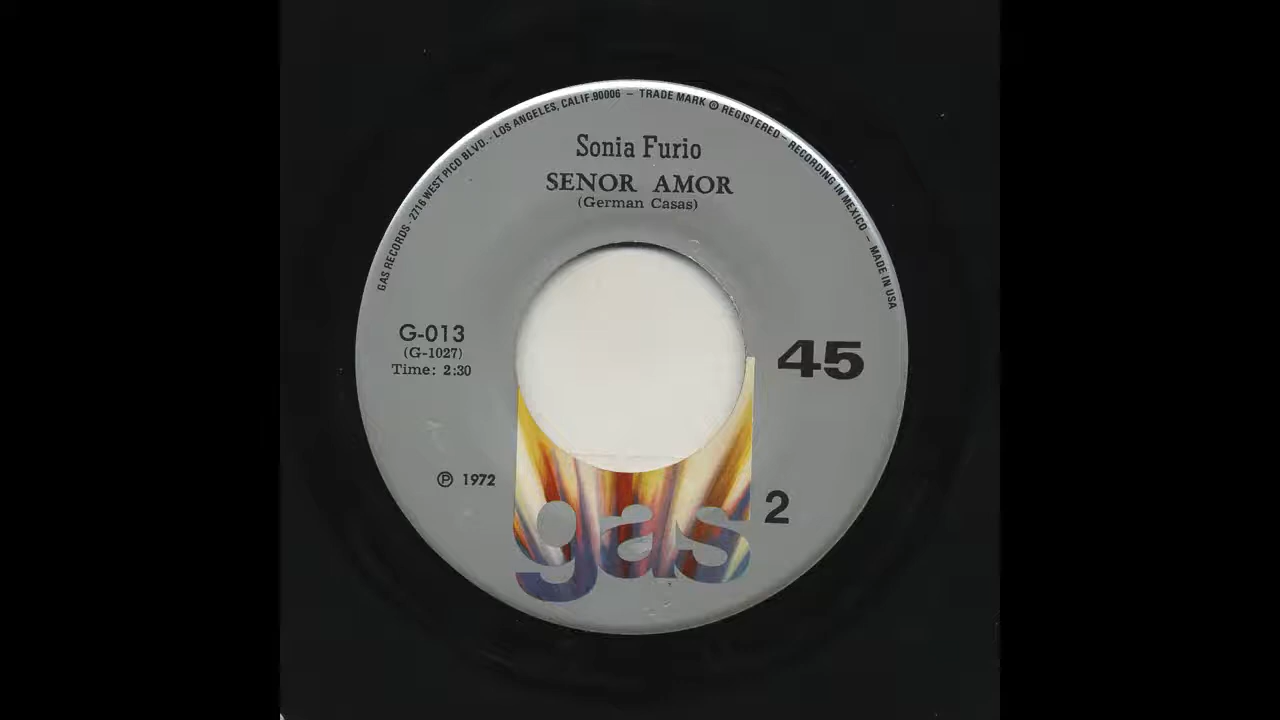 GAS RECORDS · 2716 WEST PICO BLVD. · LOS ANGELES, CALIF. 90006 – TRADE MARK ® REGISTERED – RECORDING IN MEXICO – MADE IN USA
Sonia Furio
SENOR AMOR
(German Casas)
G-013
(G-1027)
Time: 2:30
45
℗ 1972
2
gas